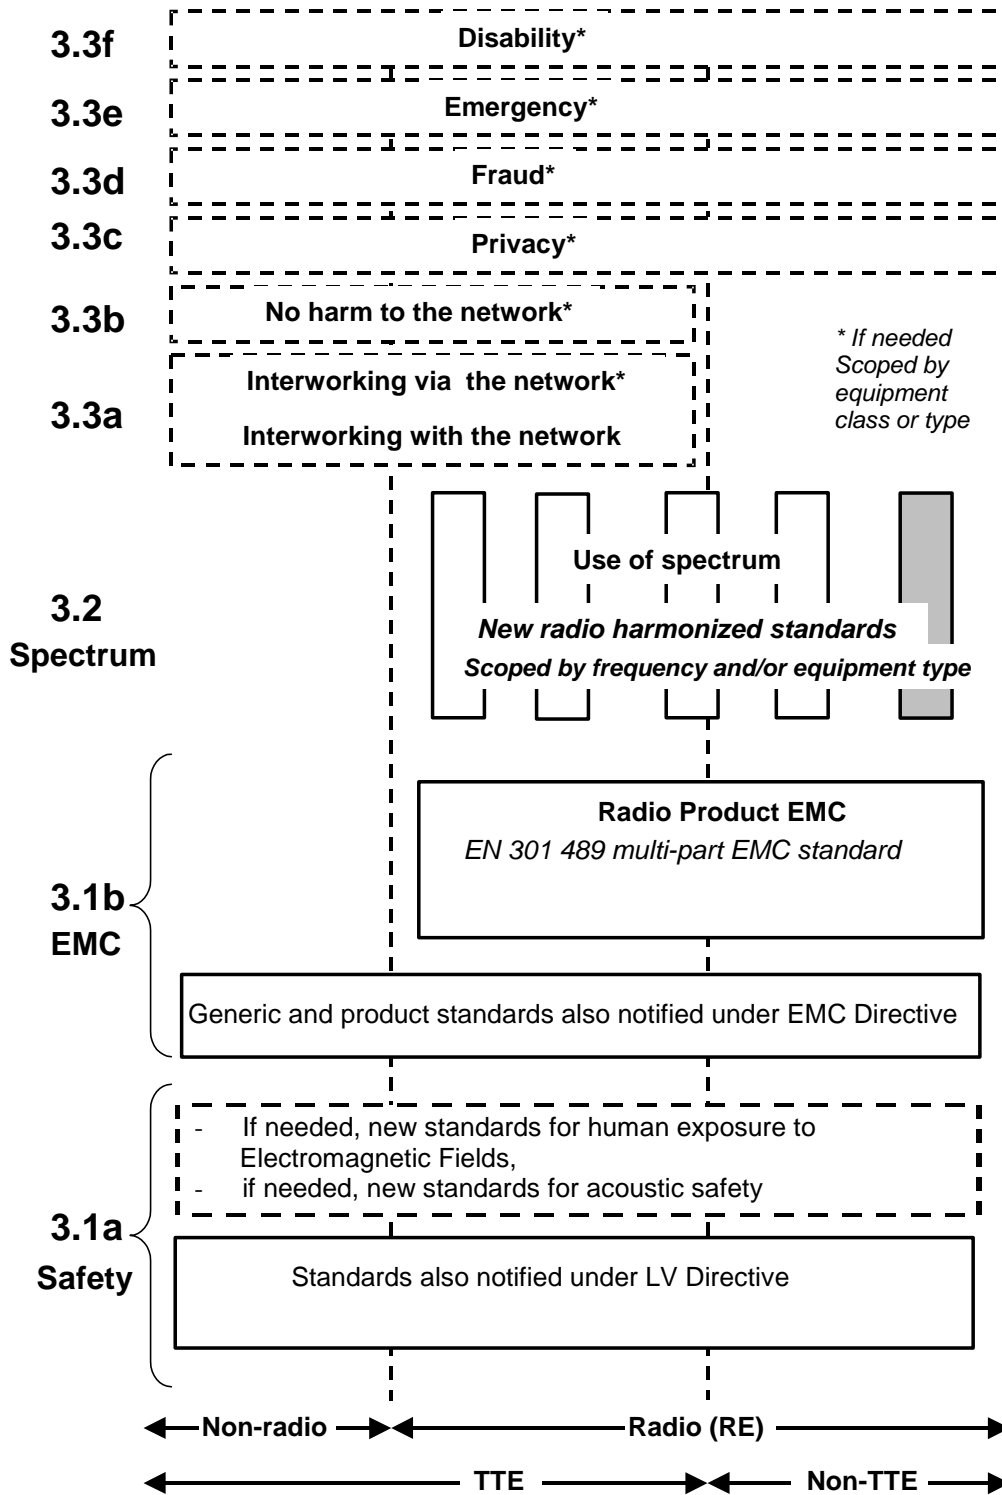 3.3f
Disability*
3.3e
Emergency*
3.3d
Fraud*
3.3c
Privacy*
3.3b
No harm to the network*
* If needed
Scoped by
equipment
class or type
3.3a
Interworking via the network*
Interworking with the network
3.2
Spectrum
Use of spectrum
New radio harmonized standards
Scoped by frequency and/or equipment type
3.1b
EMC
Radio Product EMC
EN 301 489 multi-part EMC standard
Generic and product standards also notified under EMC Directive
3.1a
Safety
- If needed, new standards for human exposure to
Electromagnetic Fields,
- if needed, new standards for acoustic safety
Standards also notified under LV Directive
Non-radio
Radio (RE)
TTE
Non-TTE